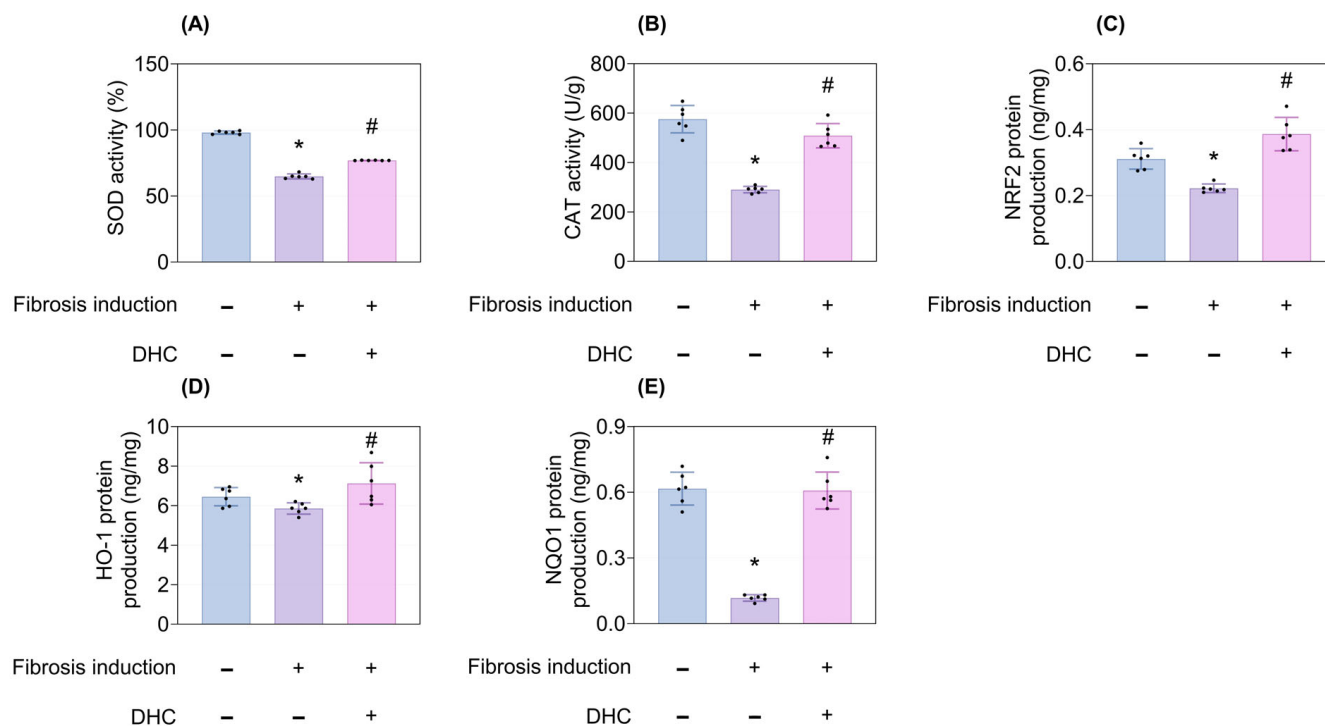 (A)
SOD activity (%)
150
100
50
0
*
#
Fibrosis induction − + +
DHC − − +
(B)
CAT activity (U/g)
800
600
400
200
0
*
#
Fibrosis induction − + +
DHC − − +
(C)
NRF2 protein
production (ng/mg)
0.6
0.4
0.2
0.0
*
#
Fibrosis induction − + +
DHC − − +
(D)
HO-1 protein
production (ng/mg)
10
8
6
4
2
0
*
#
Fibrosis induction − + +
DHC − − +
(E)
NQO1 protein
production (ng/mg)
0.9
0.6
0.3
0.0
*
#
Fibrosis induction − + +
DHC − − +